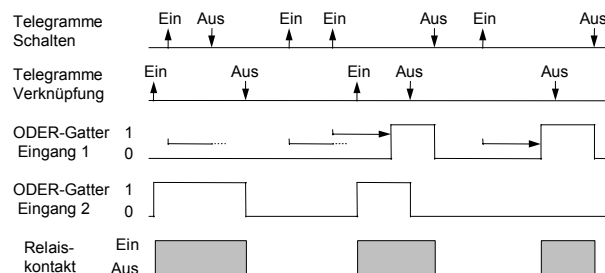 Telegramme Schalten
Ein Aus Ein Ein Aus Ein Aus
Telegramme Verknüpfung
Ein Aus Ein Aus Aus
ODER-Gatter Eingang 1
1
0
ODER-Gatter Eingang 2
1
0
Relais-
kontakt
Ein
Aus